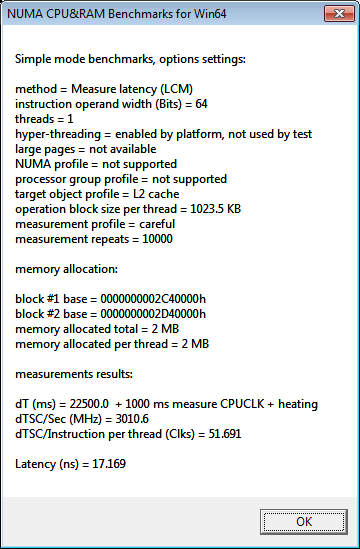 NUMA CPU&RAM Benchmarks for Win64
Simple mode benchmarks, options settings:
method = Measure latency (LCM)
instruction operand width (Bits) = 64
threads = 1
hyper-threading = enabled by platform, not used by test
large pages = not available
NUMA profile = not supported
processor group profile = not supported
target object profile = L2 cache
operation block size per thread = 1023.5 KB
measurement profile = careful
measurement repeats = 10000
memory allocation:
block #1 base = 0000000002C40000h
block #2 base = 0000000002D40000h
memory allocated total = 2 MB
memory allocated per thread = 2 MB
measurements results:
dT (ms) = 22500.0  + 1000 ms measure CPUCLK + heating
dTSC/Sec (MHz) = 3010.6
dTSC/Instruction per thread (Clks) = 51.691
Latency (ns) = 17.169
OK